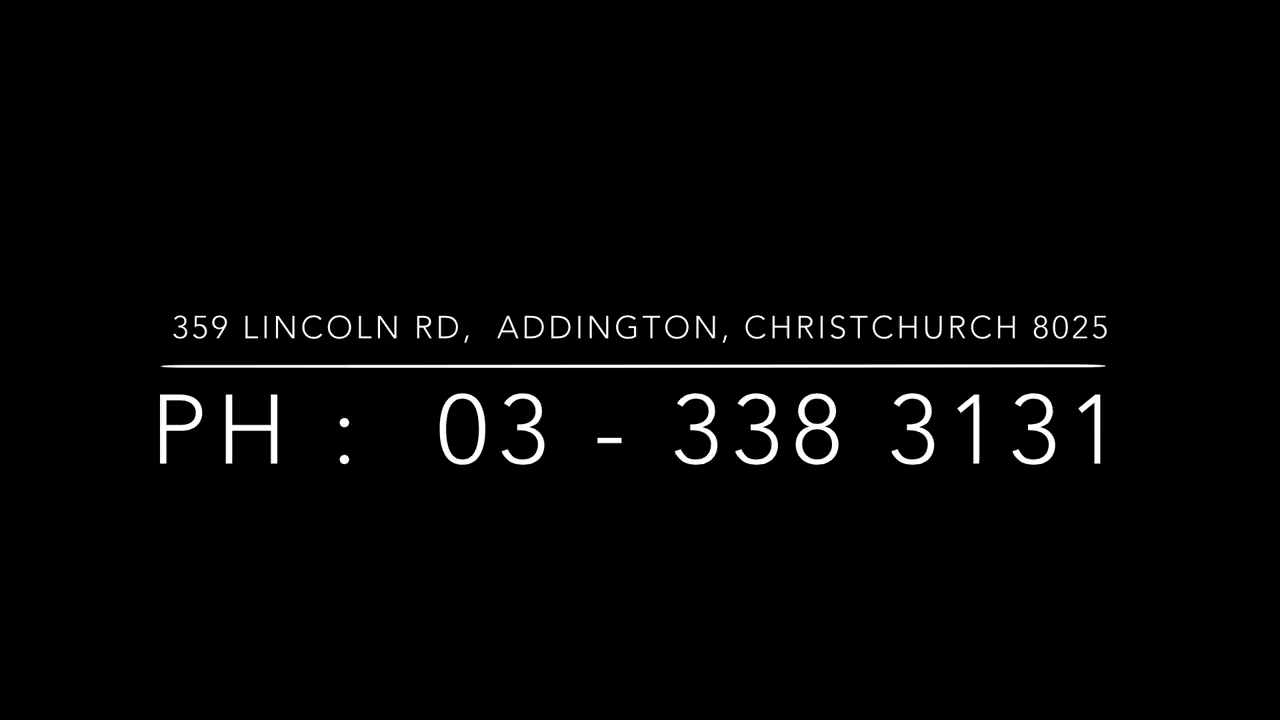 359 LINCOLN RD, ADDINGTON, CHRISTCHURCH 8025
PH : 03 - 338 3131